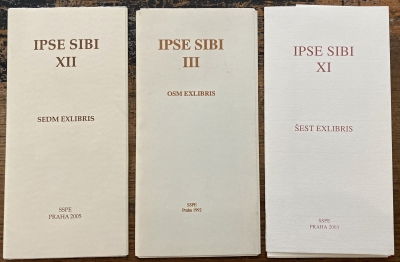 IPSE SIBI
XII
SEDM EXLIBRIS
SSPE
PRAHA 2005
IPSE SIBI
III
OSM EXLIBRIS
SSPE
Praha 1992
IPSE SIBI
XI
ŠEST EXLIBRIS
SSPE
PRAHA 2003